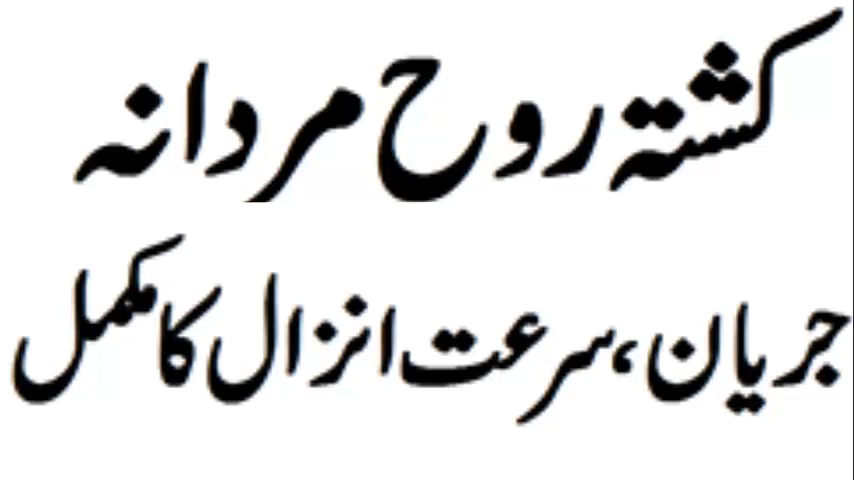 کشتہ روح مردانہ
جریان، سرعت انزال کا مکمل